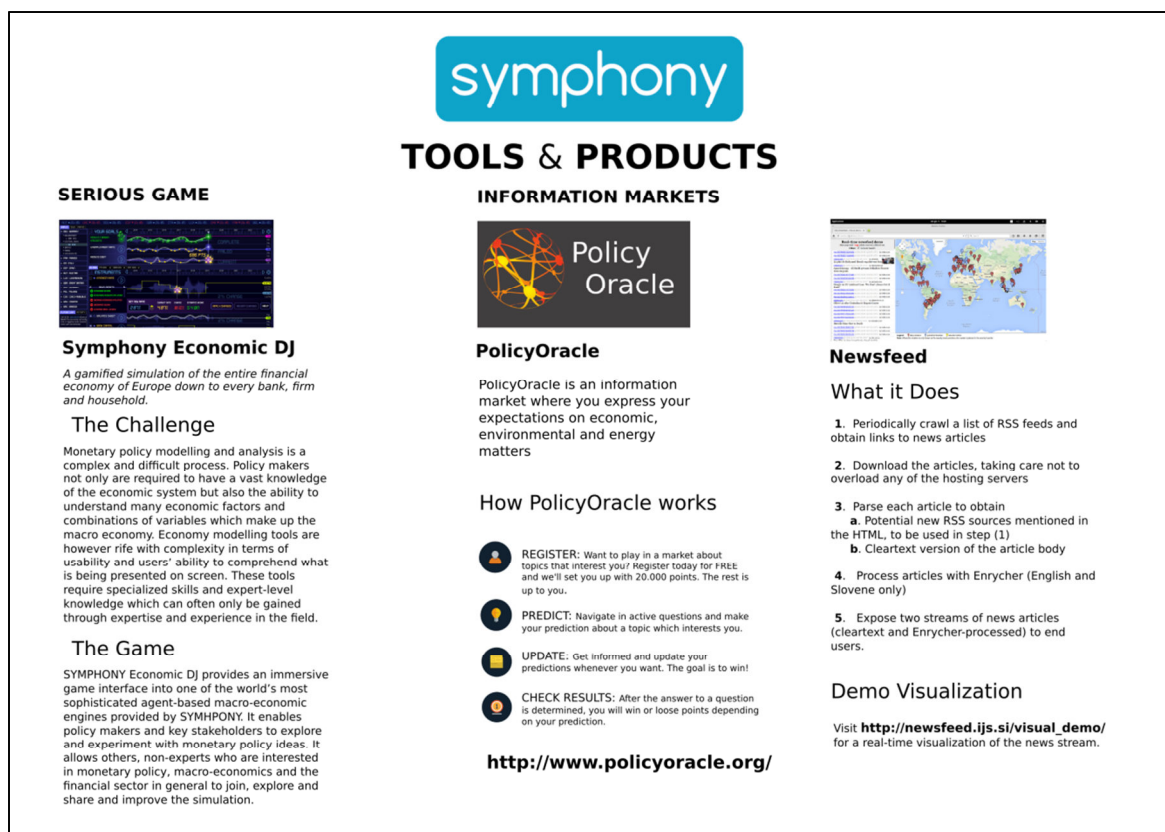 symphony
TOOLS & PRODUCTS
SERIOUS GAME
Symphony Economic DJ
A gamified simulation of the entire financial
economy of Europe down to every bank, firm
and household.
The Challenge
Monetary policy modelling and analysis is a
complex and difficult process. Policy makers
not only are required to have a vast knowledge
of the economic system but also the ability to
understand many economic factors and
combinations of variables which make up the
macro economy. Economy modelling tools are
however rife with complexity in terms of
usability and users’ ability to comprehend what
is being presented on screen. These tools
require specialized skills and expert-level
knowledge which can often only be gained
through expertise and experience in the field.
The Game
SYMPHONY Economic DJ provides an immersive
game interface into one of the world’s most
sophisticated agent-based macro-economic
engines provided by SYMHPONY. It enables
policy makers and key stakeholders to explore
and experiment with monetary policy ideas. It
allows others, non-experts who are interested
in monetary policy, macro-economics and the
financial sector in general to join, explore and
share and improve the simulation.
INFORMATION MARKETS
Policy
Oracle
PolicyOracle
PolicyOracle is an information
market where you express your
expectations on economic,
environmental and energy
matters
How PolicyOracle works
REGISTER: Want to play in a market about
topics that interest you? Register today for FREE
and we’ll set you up with 20.000 points. The rest is
up to you.
PREDICT: Navigate in active questions and make
your prediction about a topic which interests you.
UPDATE: Get informed and update your
predictions whenever you want. The goal is to win!
CHECK RESULTS: After the answer to a question
is determined, you will win or loose points depending
on your prediction.
http://www.policyoracle.org/
Newsfeed
What it Does
1. Periodically crawl a list of RSS feeds and
obtain links to news articles
2. Download the articles, taking care not to
overload any of the hosting servers
3. Parse each article to obtain
a. Potential new RSS sources mentioned in
the HTML, to be used in step (1)
b. Cleartext version of the article body
4. Process articles with Enrycher (English and
Slovene only)
5. Expose two streams of news articles
(cleartext and Enrycher-processed) to end
users.
Demo Visualization
Visit http://newsfeed.ijs.si/visual_demo/
for a real-time visualization of the news stream.